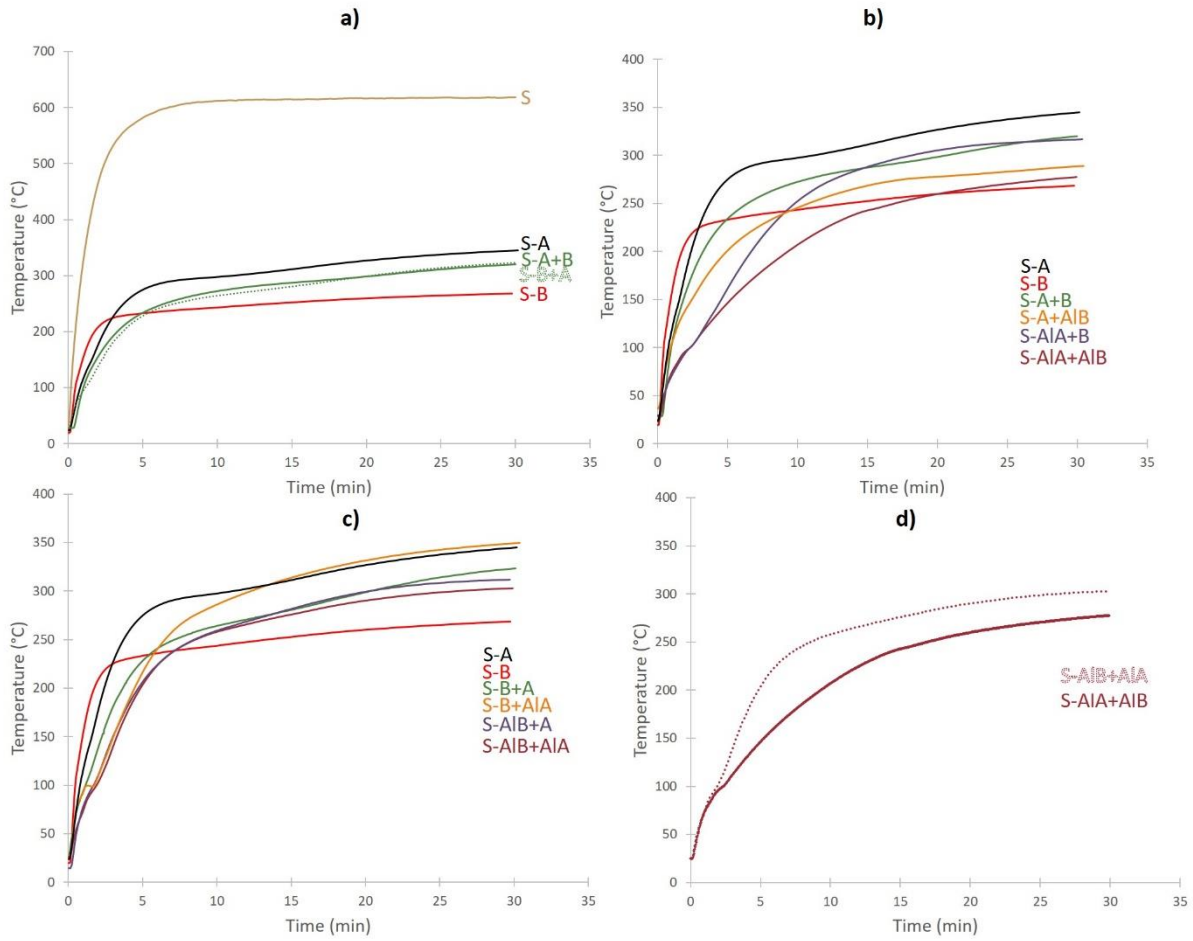 a)
700
600
500
400
300
200
100
0
Temperature (°C)
0 5 10 15 20 25 30 35
Time (min)
S
S-A
S-A+B
S-B+A
S-B
b)
400
350
300
250
200
150
100
50
0
Temperature (°C)
0 5 10 15 20 25 30 35
Time (min)
S-A
S-B
S-A+B
S-A+AlB
S-AlA+B
S-AlA+AlB
c)
400
350
300
250
200
150
100
50
0
Temperature (°C)
0 5 10 15 20 25 30 35
Time (min)
S-A
S-B
S-B+A
S-B+AlA
S-AlB+A
S-AlB+AlA
d)
400
300
250
200
150
100
50
0
Temperature (°C)
0 5 10 15 20 25 30 35
Time (min)
S-AlB+AlA
S-AlA+AlB